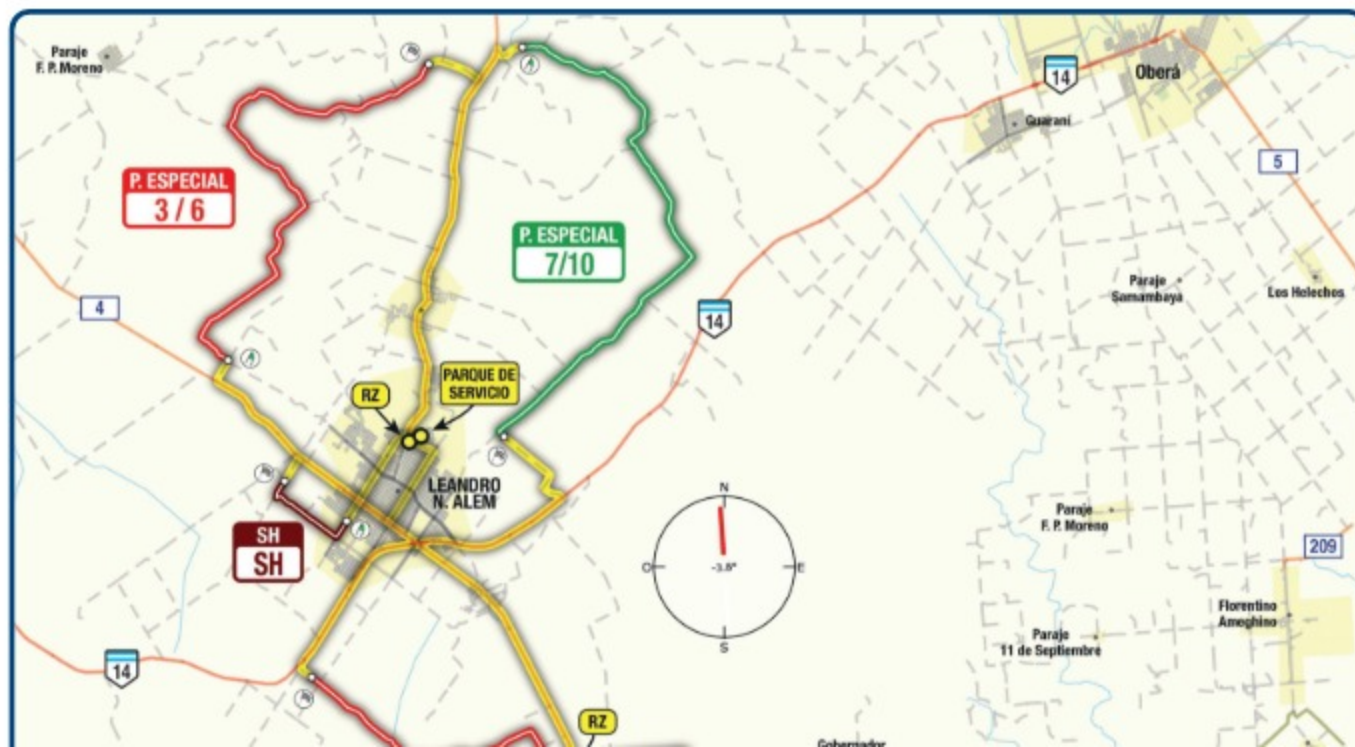 Paraje
F. P. Moreno
14
Oberá
Guaraní
5
P. ESPECIAL
3 / 6
P. ESPECIAL
7/10
Paraje
Samambaya
Los Helechos
4
14
RZ
PARQUE DE
SERVICIO
LEANDRO
N. ALEM
N
O
-3.8°
E
S
Paraje
F. P. Moreno
SH
SH
209
Florentino
Ameghino
Paraje
11 de Septiembre
14
RZ
Gobernador